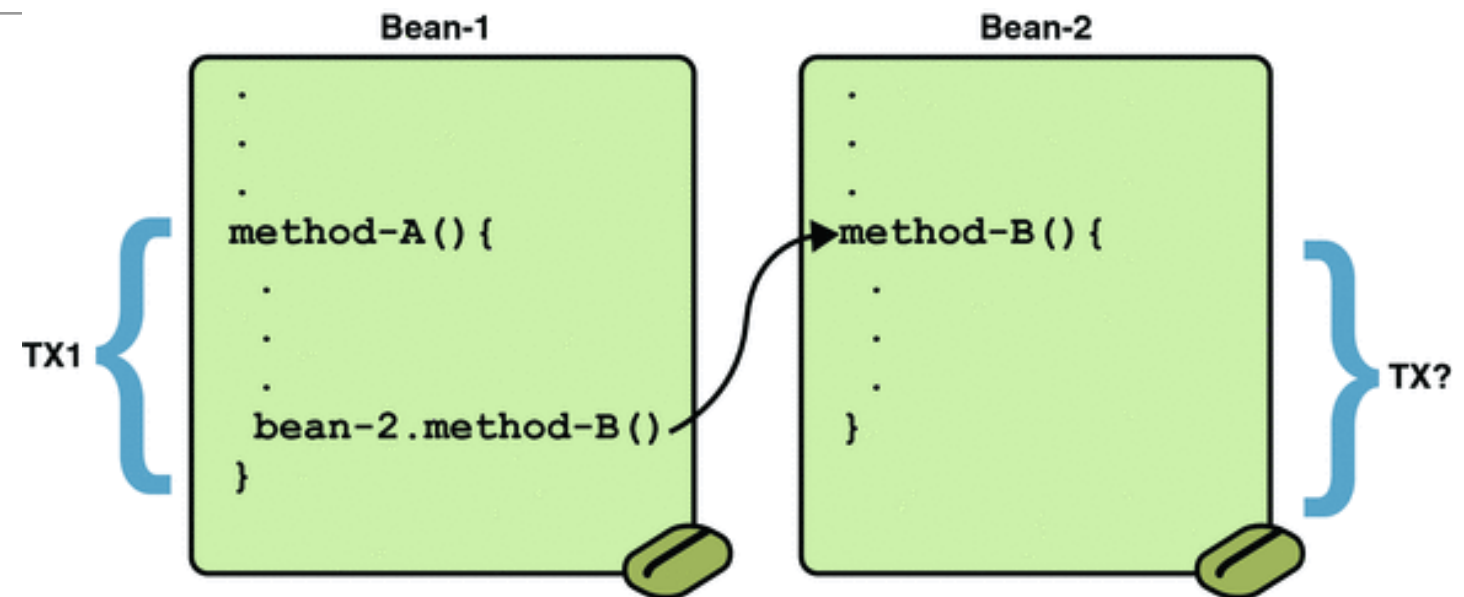 Bean-1
.
.
.
method-A(){
.
.
.
bean-2.method-B()
}
TX1
Bean-2
.
.
.
method-B(){
.
.
.
}
TX?